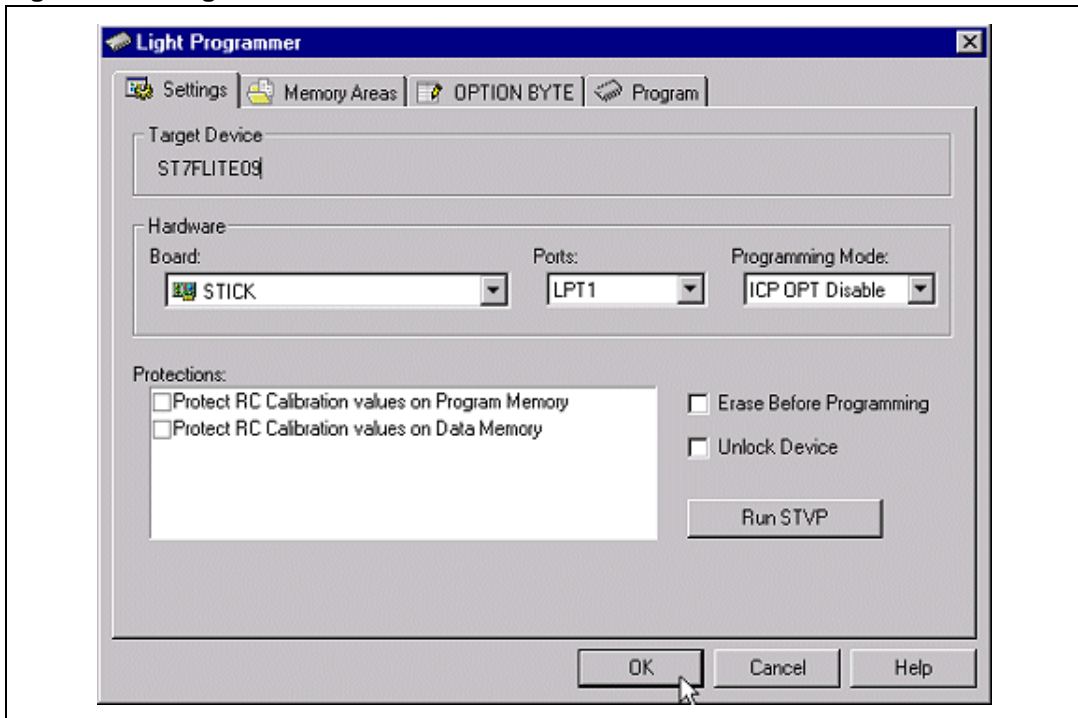 Light Programmer
Settings Memory Areas OPTION BYTE Program
Target Device
ST7FLITE09
Hardware
Board: Ports: Programming Mode:
STICK LPT1 ICP OPT Disable
Protections:
Protect RC Calibration values on Program Memory
Protect RC Calibration values on Data Memory
Erase Before Programming
Unlock Device
Run STVP
OK Cancel Help